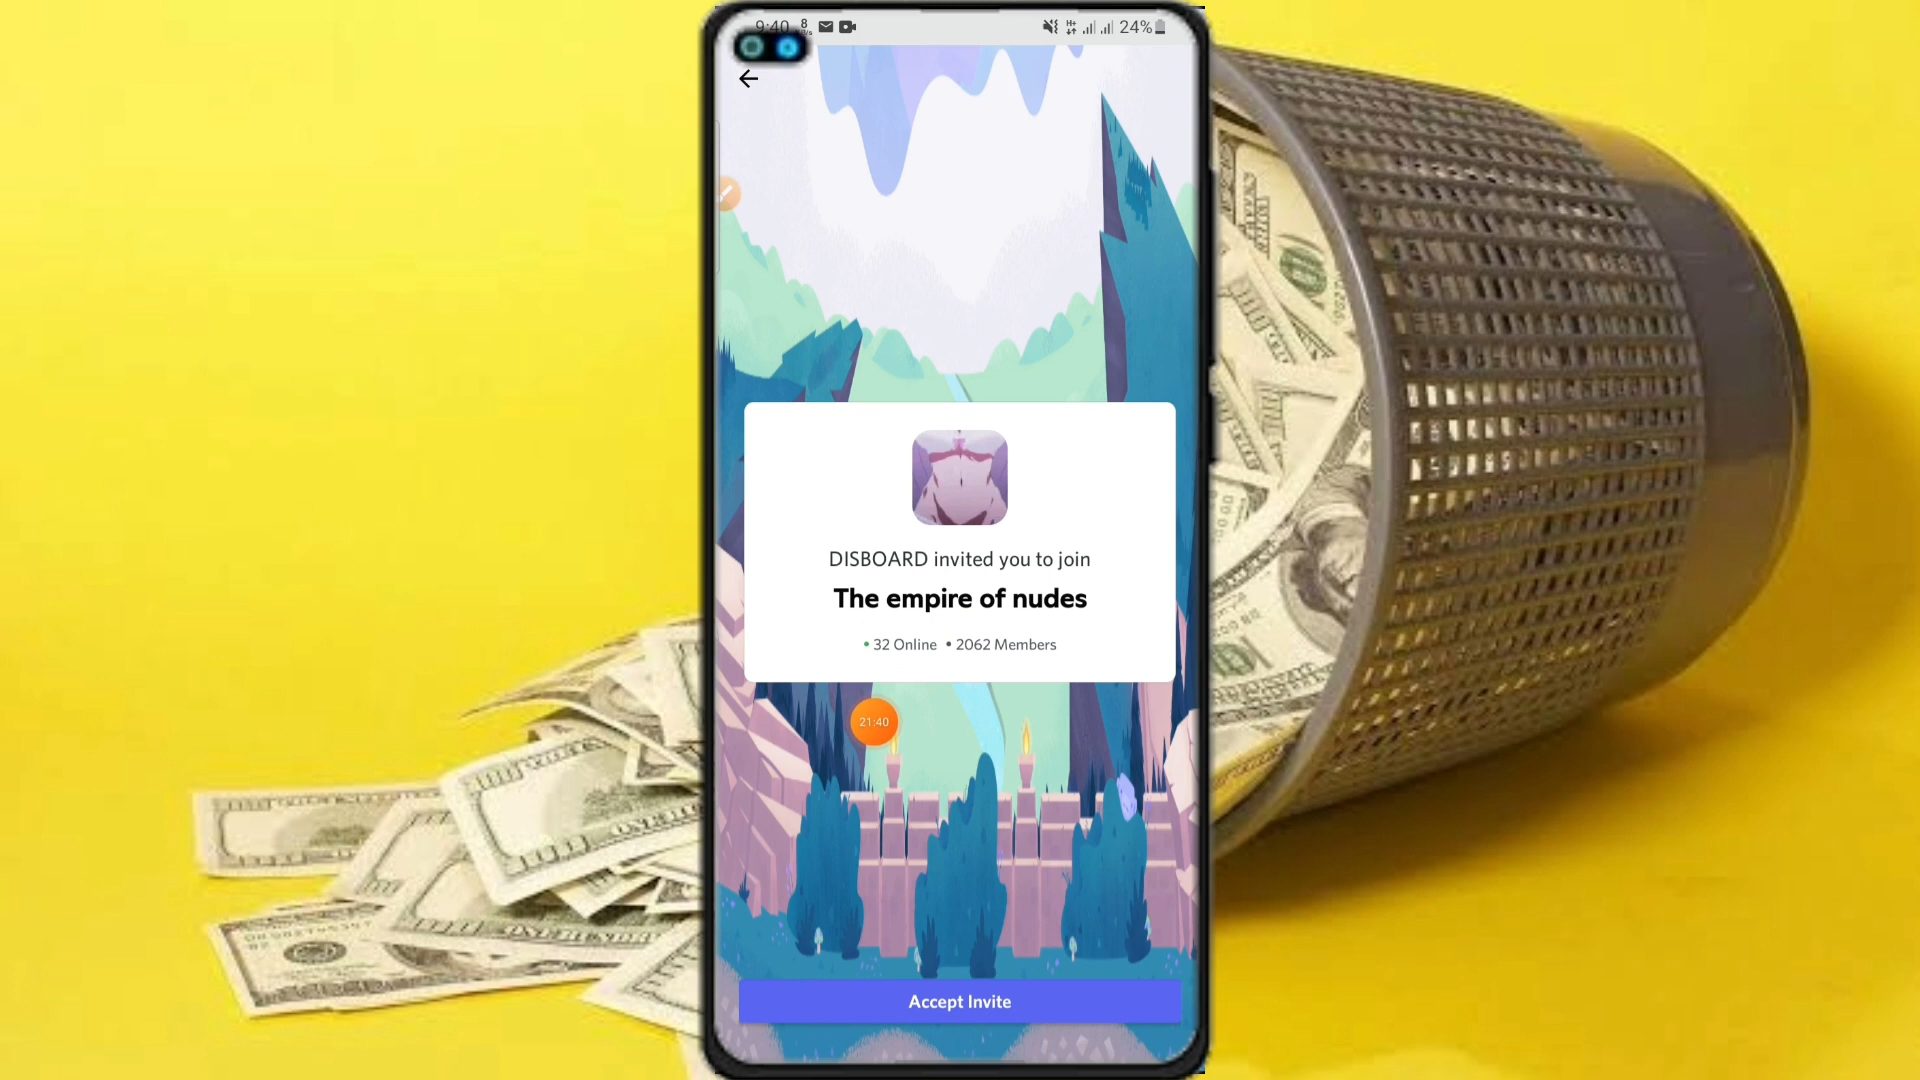 9:40
24%
DISBOARD invited you to join
The empire of nudes
• 32 Online • 2062 Members
21:40
Accept Invite